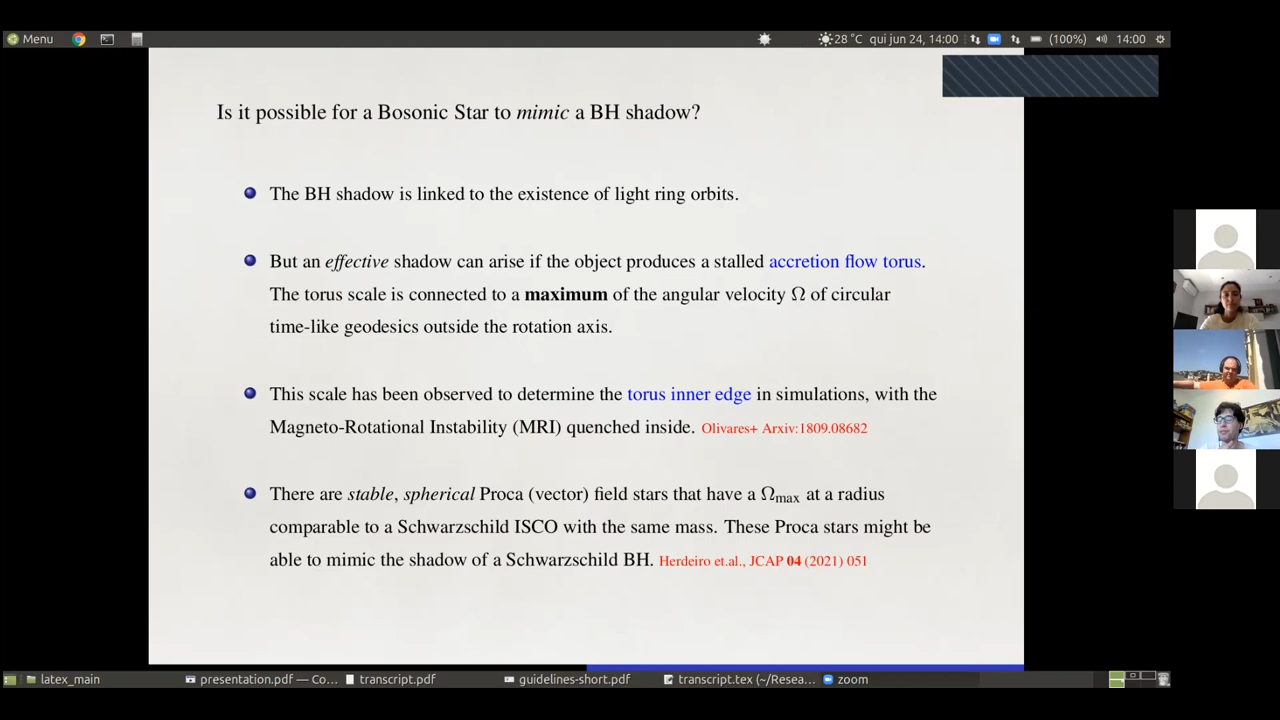 Menu
28 °C qui jun 24, 14:00 (100%) 14:00
Is it possible for a Bosonic Star to mimic a BH shadow?
The BH shadow is linked to the existence of light ring orbits.
But an effective shadow can arise if the object produces a stalled accretion flow torus.
The torus scale is connected to a maximum of the angular velocity Ω of circular
time-like geodesics outside the rotation axis.
This scale has been observed to determine the torus inner edge in simulations, with the
Magneto-Rotational Instability (MRI) quenched inside. Olivares+ Arxiv:1809.08682
There are stable, spherical Proca (vector) field stars that have a Ωmax at a radius
comparable to a Schwarzschild ISCO with the same mass. These Proca stars might be
able to mimic the shadow of a Schwarzschild BH. Herdeiro et.al., JCAP 04 (2021) 051
latex_main presentation.pdf — Co... transcript.pdf guidelines-short.pdf transcript.tex (~/Resea... zoom